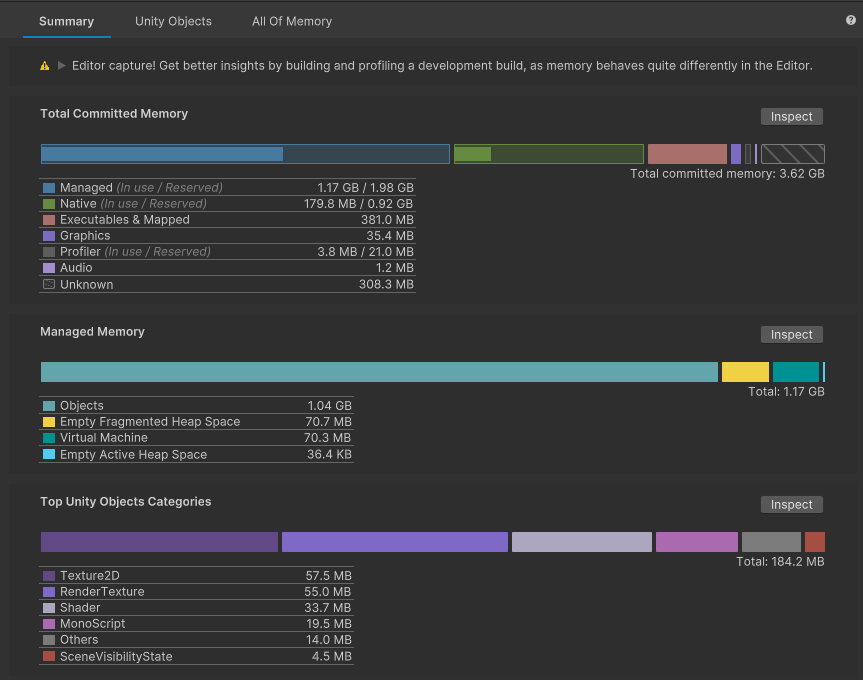 Summary Unity Objects All Of Memory
Editor capture! Get better insights by building and profiling a development build, as memory behaves quite differently in the Editor.
Total Committed Memory
Inspect
Total committed memory: 3.62 GB
Managed (In use / Reserved) 1.17 GB / 1.98 GB
Native (In use / Reserved) 179.8 MB / 0.92 GB
Executables & Mapped 381.0 MB
Graphics 35.4 MB
Profiler (In use / Reserved) 3.8 MB / 21.0 MB
Audio 1.2 MB
Unknown 308.3 MB
Managed Memory
Inspect
Total: 1.17 GB
Objects 1.04 GB
Empty Fragmented Heap Space 70.7 MB
Virtual Machine 70.3 MB
Empty Active Heap Space 36.4 KB
Top Unity Objects Categories
Inspect
Total: 184.2 MB
Texture2D 57.5 MB
RenderTexture 55.0 MB
Shader 33.7 MB
MonoScript 19.5 MB
Others 14.0 MB
SceneVisibilityState 4.5 MB